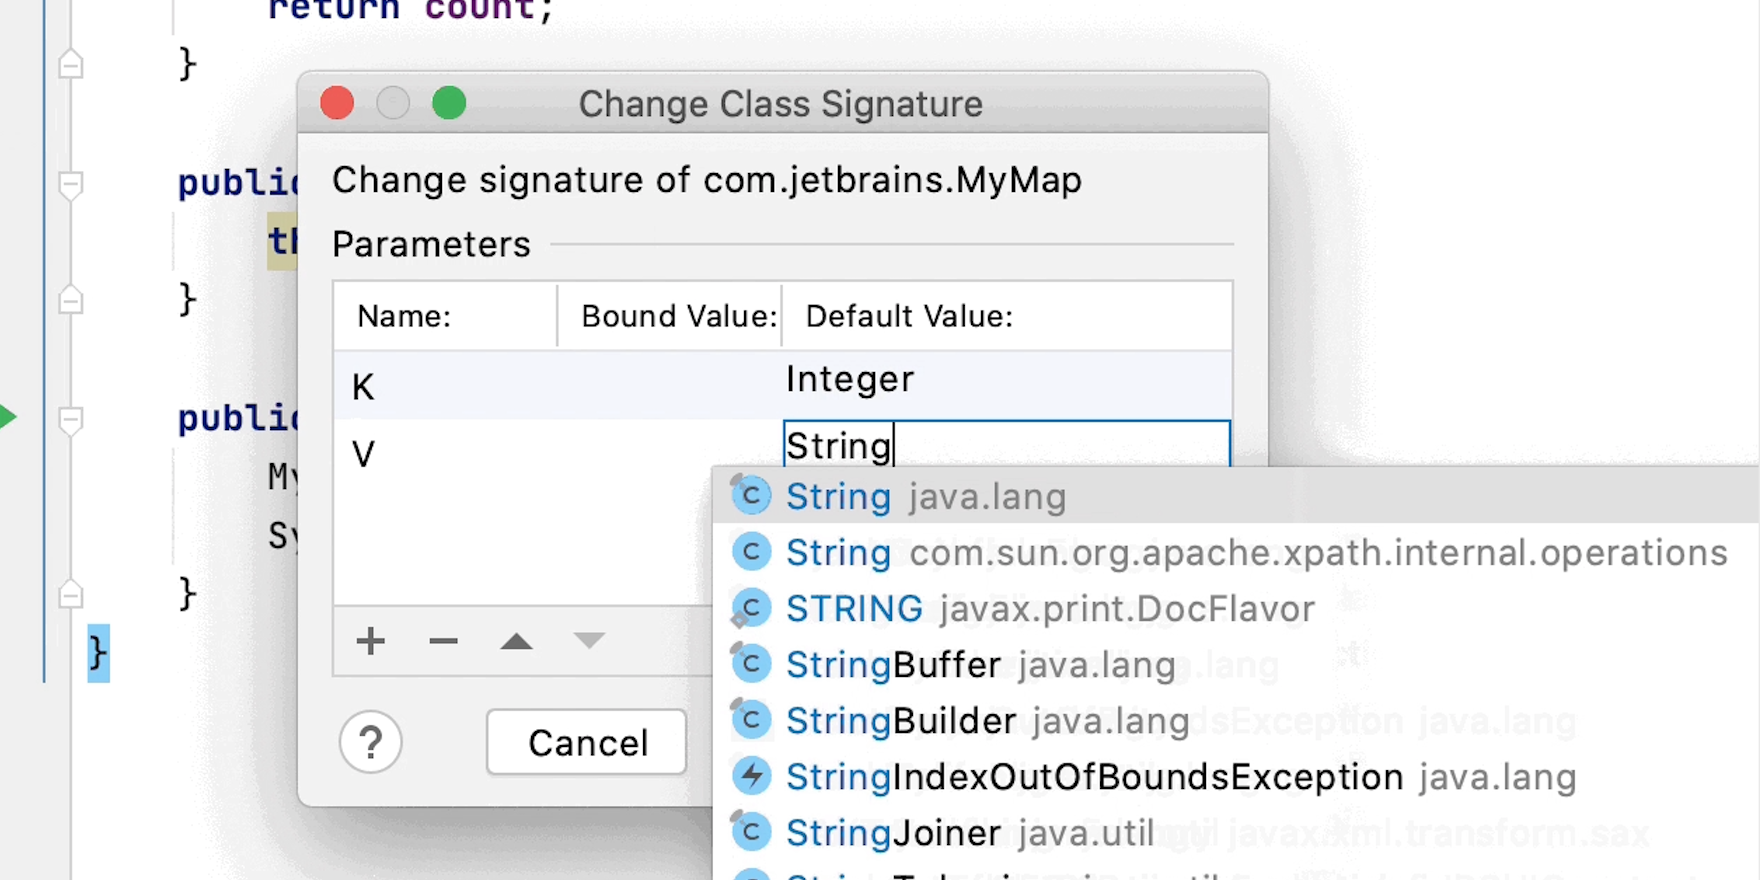 return count;
}
Change Class Signature
public
Change signature of com.jetbrains.MyMap
th
Parameters
}
Name: Bound Value: Default Value:
K Integer
public
V String
My
String java.lang
Sy
String com.sun.org.apache.xpath.internal.operations
}
STRING javax.print.DocFlavor
}
StringBuffer java.lang
StringBuilder java.lang
? Cancel
StringIndexOutOfBoundsException java.lang
StringJoiner java.util